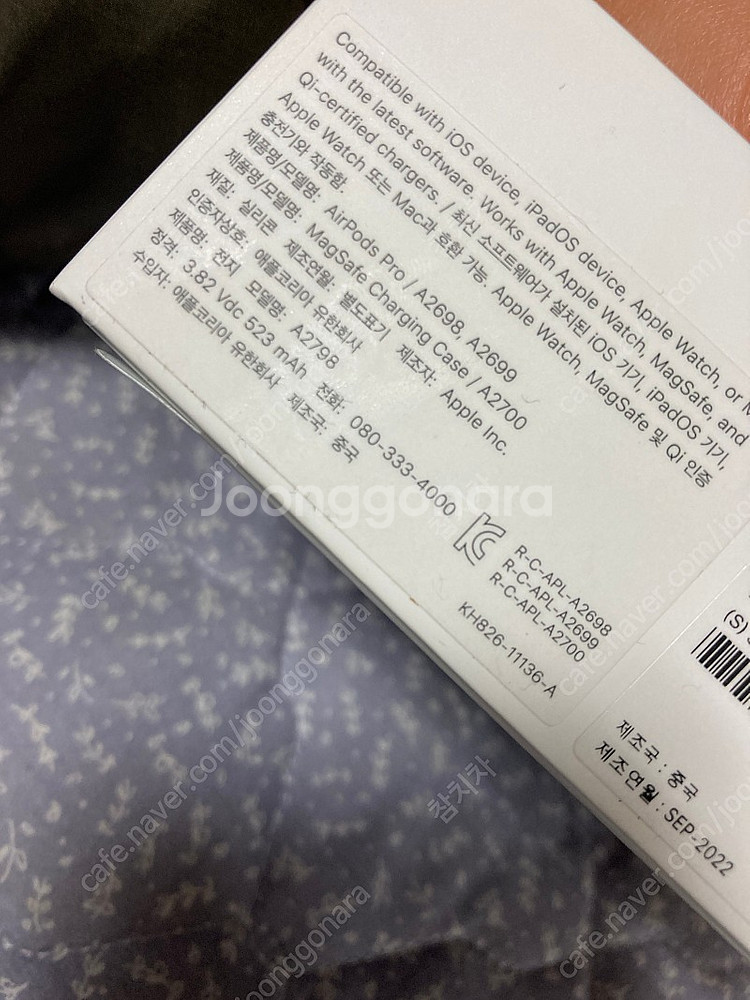 Compatible with iOS device, iPadOS device, Apple Watch, or
with the latest software. Works with Apple Watch, MagSafe, and
Qi-certified chargers. / 최신 소프트웨어가 설치된 iOS 기기, iPadOS 기기,
Apple Watch 또는 Mac과 호환 가능. Apple Watch, MagSafe 및 Qi 인증
충전기와 작동함.
제품명/모델명: AirPods Pro / A2698, A2699
제품명/모델명: MagSafe Charging Case / A2700
재질: 실리콘 제조연월: 별도표기 제조자: Apple Inc.
인증자상호: 애플코리아 유한회사
제품명: 전지 모델명: A2798
정격: 3.82 Vdc 523 mAh 전화: 080-333-4000
수입자: 애플코리아 유한회사 제조국: 중국
R-C-APL-A2698
R-C-APL-A2699
R-C-APL-A2700
KH826-11136-A
(S)
제조국 : 중국
제조연월 : SEP-2022
Joonggonara
cafe.naver.com/joonggonara
참치자